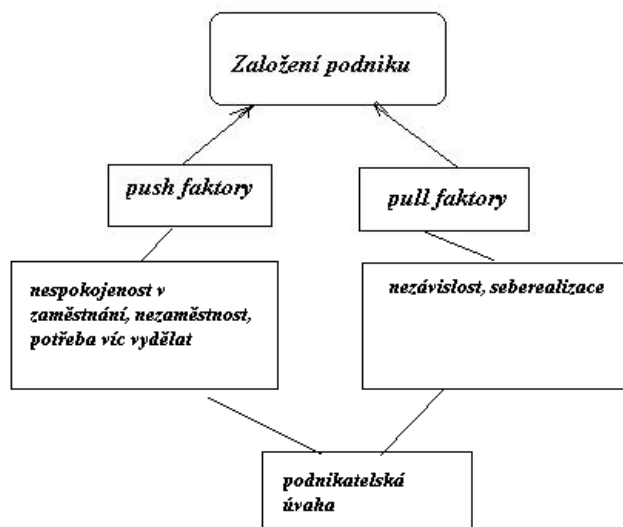 Založení podniku
push faktory
pull faktory
nespokojenost v
zaměstnání, nezaměstnost,
potřeba víc vydělat
nezávislost, seberealizace
podnikatelská
úvaha